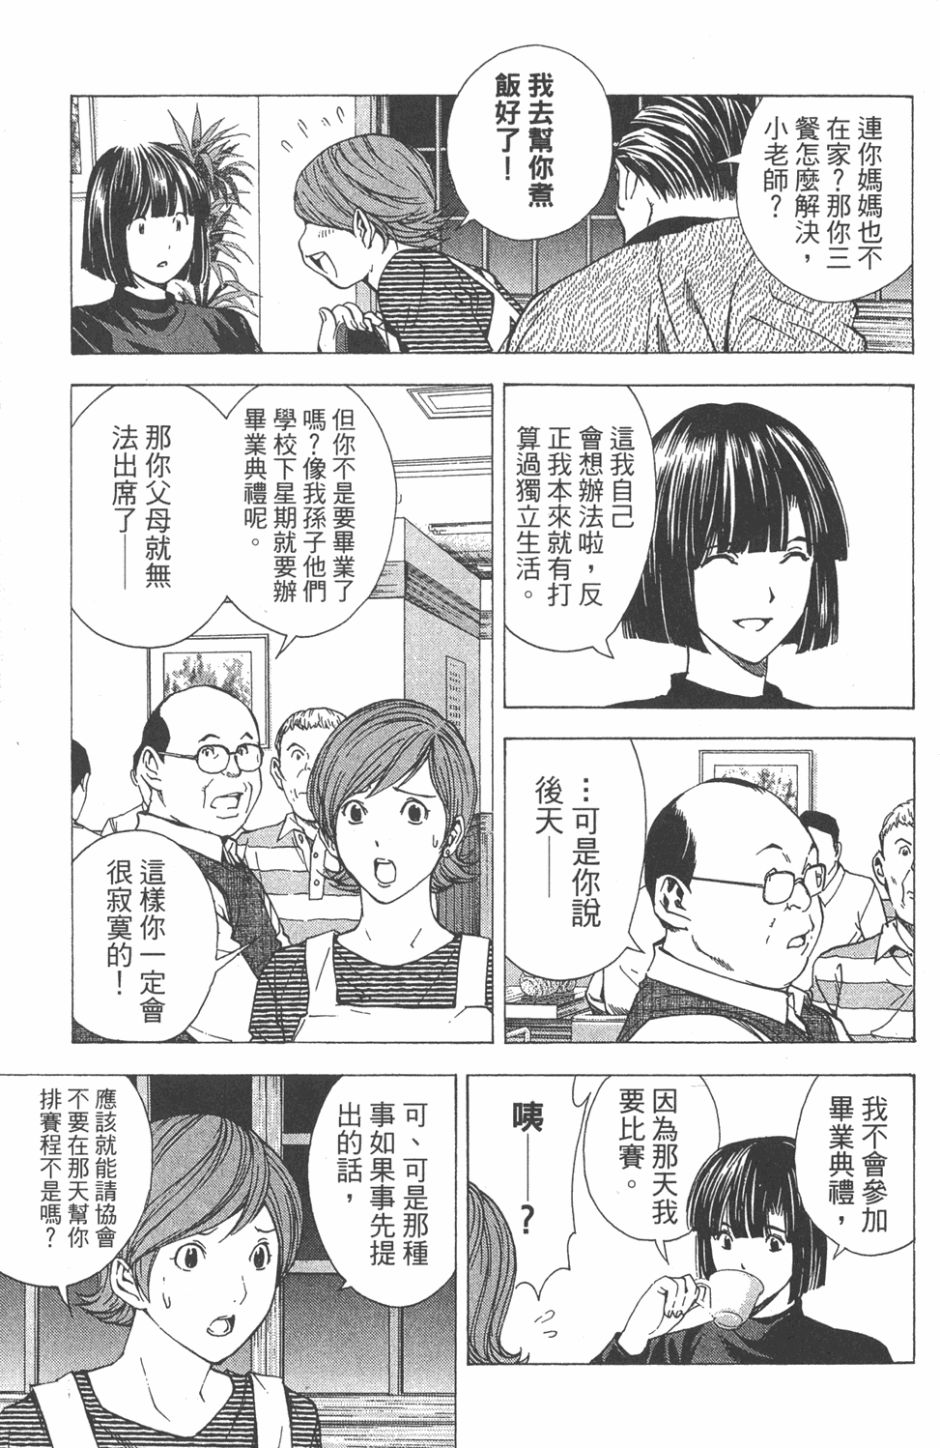 連你媽媽也不
在家?那你三
餐怎麼解決,
小老師?
我去幫你煮
飯好了!
這我自己
會想辦法啦,反
正我本來就有打
算過獨立生活。
但你不是要畢業了
嗎?像我孫子他們
學校下星期就要辦
畢業典禮呢。
那你父母就無
法出席了——
…可是你說
後天——
這樣你一定會
很寂寞的!
我不會參加
畢業典禮,
因為那天我
要比賽。
咦——?
可、可是那種
事如果事先提
出的話,
應該就能請協會
不要在那天幫你
排賽程不是嗎?